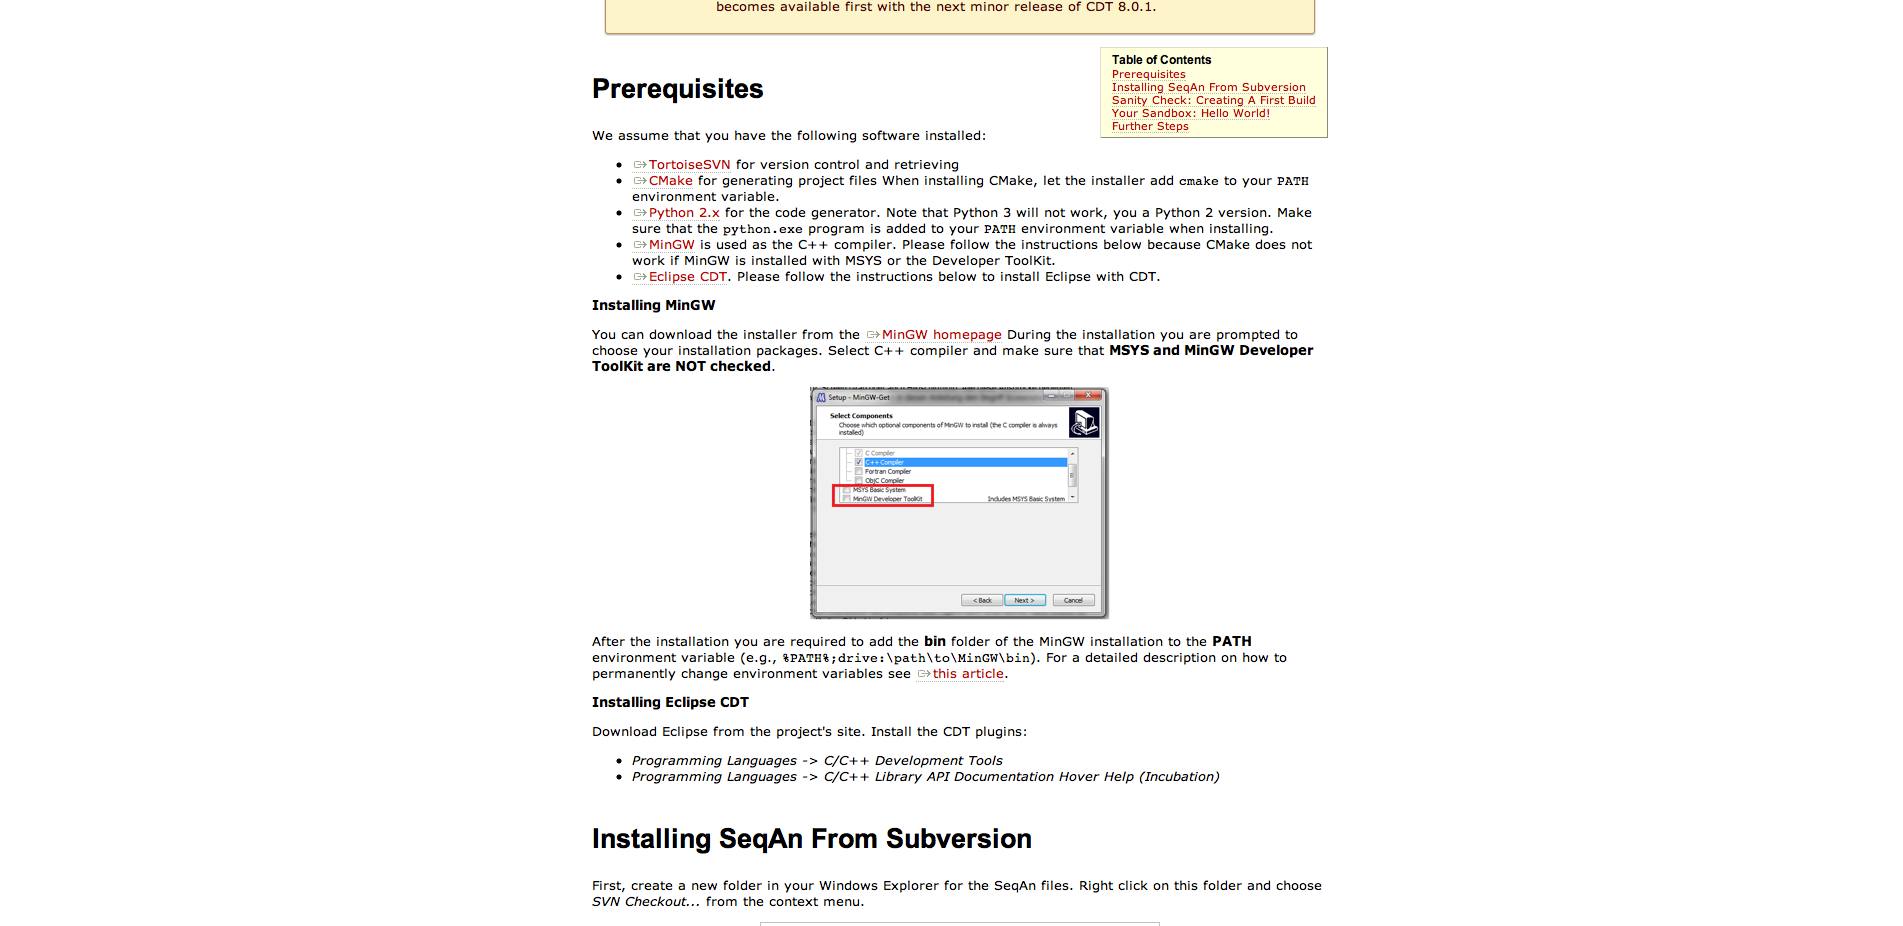 becomes available first with the next minor release of CDT 8.0.1.
Table of Contents
Prerequisites
Installing SeqAn From Subversion
Sanity Check: Creating A First Build
Your Sandbox: Hello World!
Further Steps
Prerequisites
We assume that you have the following software installed:
TortoiseSVN for version control and retrieving
CMake for generating project files When installing CMake, let the installer add cmake to your PATH
environment variable.
Python 2.x for the code generator. Note that Python 3 will not work, you a Python 2 version. Make
sure that the python.exe program is added to your PATH environment variable when installing.
MinGW is used as the C++ compiler. Please follow the instructions below because CMake does not
work if MinGW is installed with MSYS or the Developer ToolKit.
Eclipse CDT. Please follow the instructions below to install Eclipse with CDT.
Installing MinGW
You can download the installer from the MinGW homepage During the installation you are prompted to
choose your installation packages. Select C++ compiler and make sure that MSYS and MinGW Developer
ToolKit are NOT checked.
Setup - MinGW-Get
Select Components
Choose which optional components of MinGW to install (the C compiler is always
installed)
C Compiler
C++ Compiler
Fortran Compiler
ObjC Compiler
MSYS Basic System
MinGW Developer ToolKit Includes MSYS Basic System
< Back Next > Cancel
After the installation you are required to add the bin folder of the MinGW installation to the PATH
environment variable (e.g., %PATH%;drive:\path\to\MinGW\bin). For a detailed description on how to
permanently change environment variables see this article.
Installing Eclipse CDT
Download Eclipse from the project's site. Install the CDT plugins:
Programming Languages -> C/C++ Development Tools
Programming Languages -> C/C++ Library API Documentation Hover Help (Incubation)
Installing SeqAn From Subversion
First, create a new folder in your Windows Explorer for the SeqAn files. Right click on this folder and choose
SVN Checkout... from the context menu.